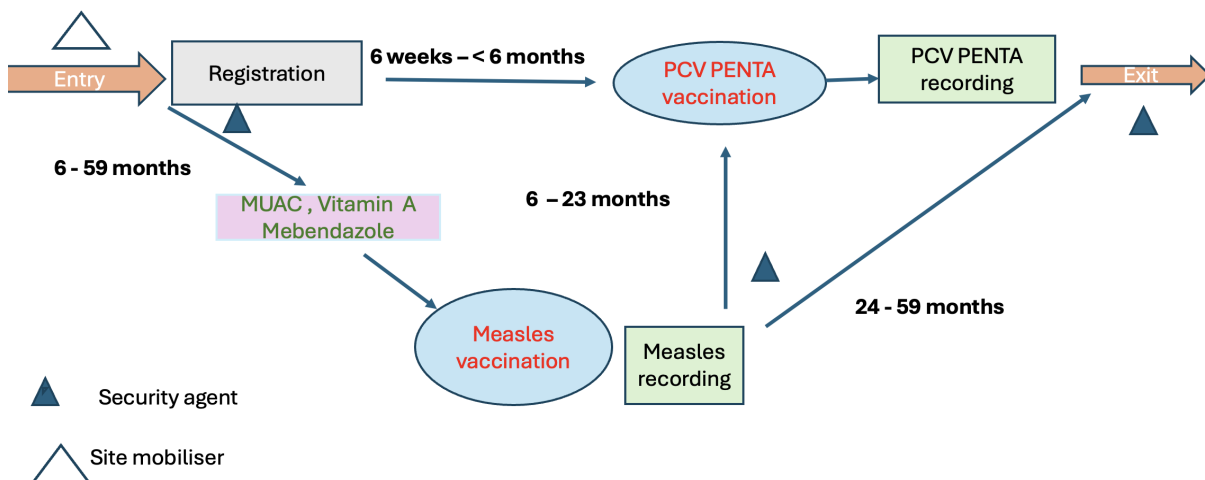 Entry
Registration
6 weeks – < 6 months
PCV PENTA
vaccination
PCV PENTA
recording
Exit
6 - 59 months
MUAC , Vitamin A
Mebendazole
6 – 23 months
Measles
vaccination
Measles
recording
24 - 59 months
Security agent
Site mobiliser